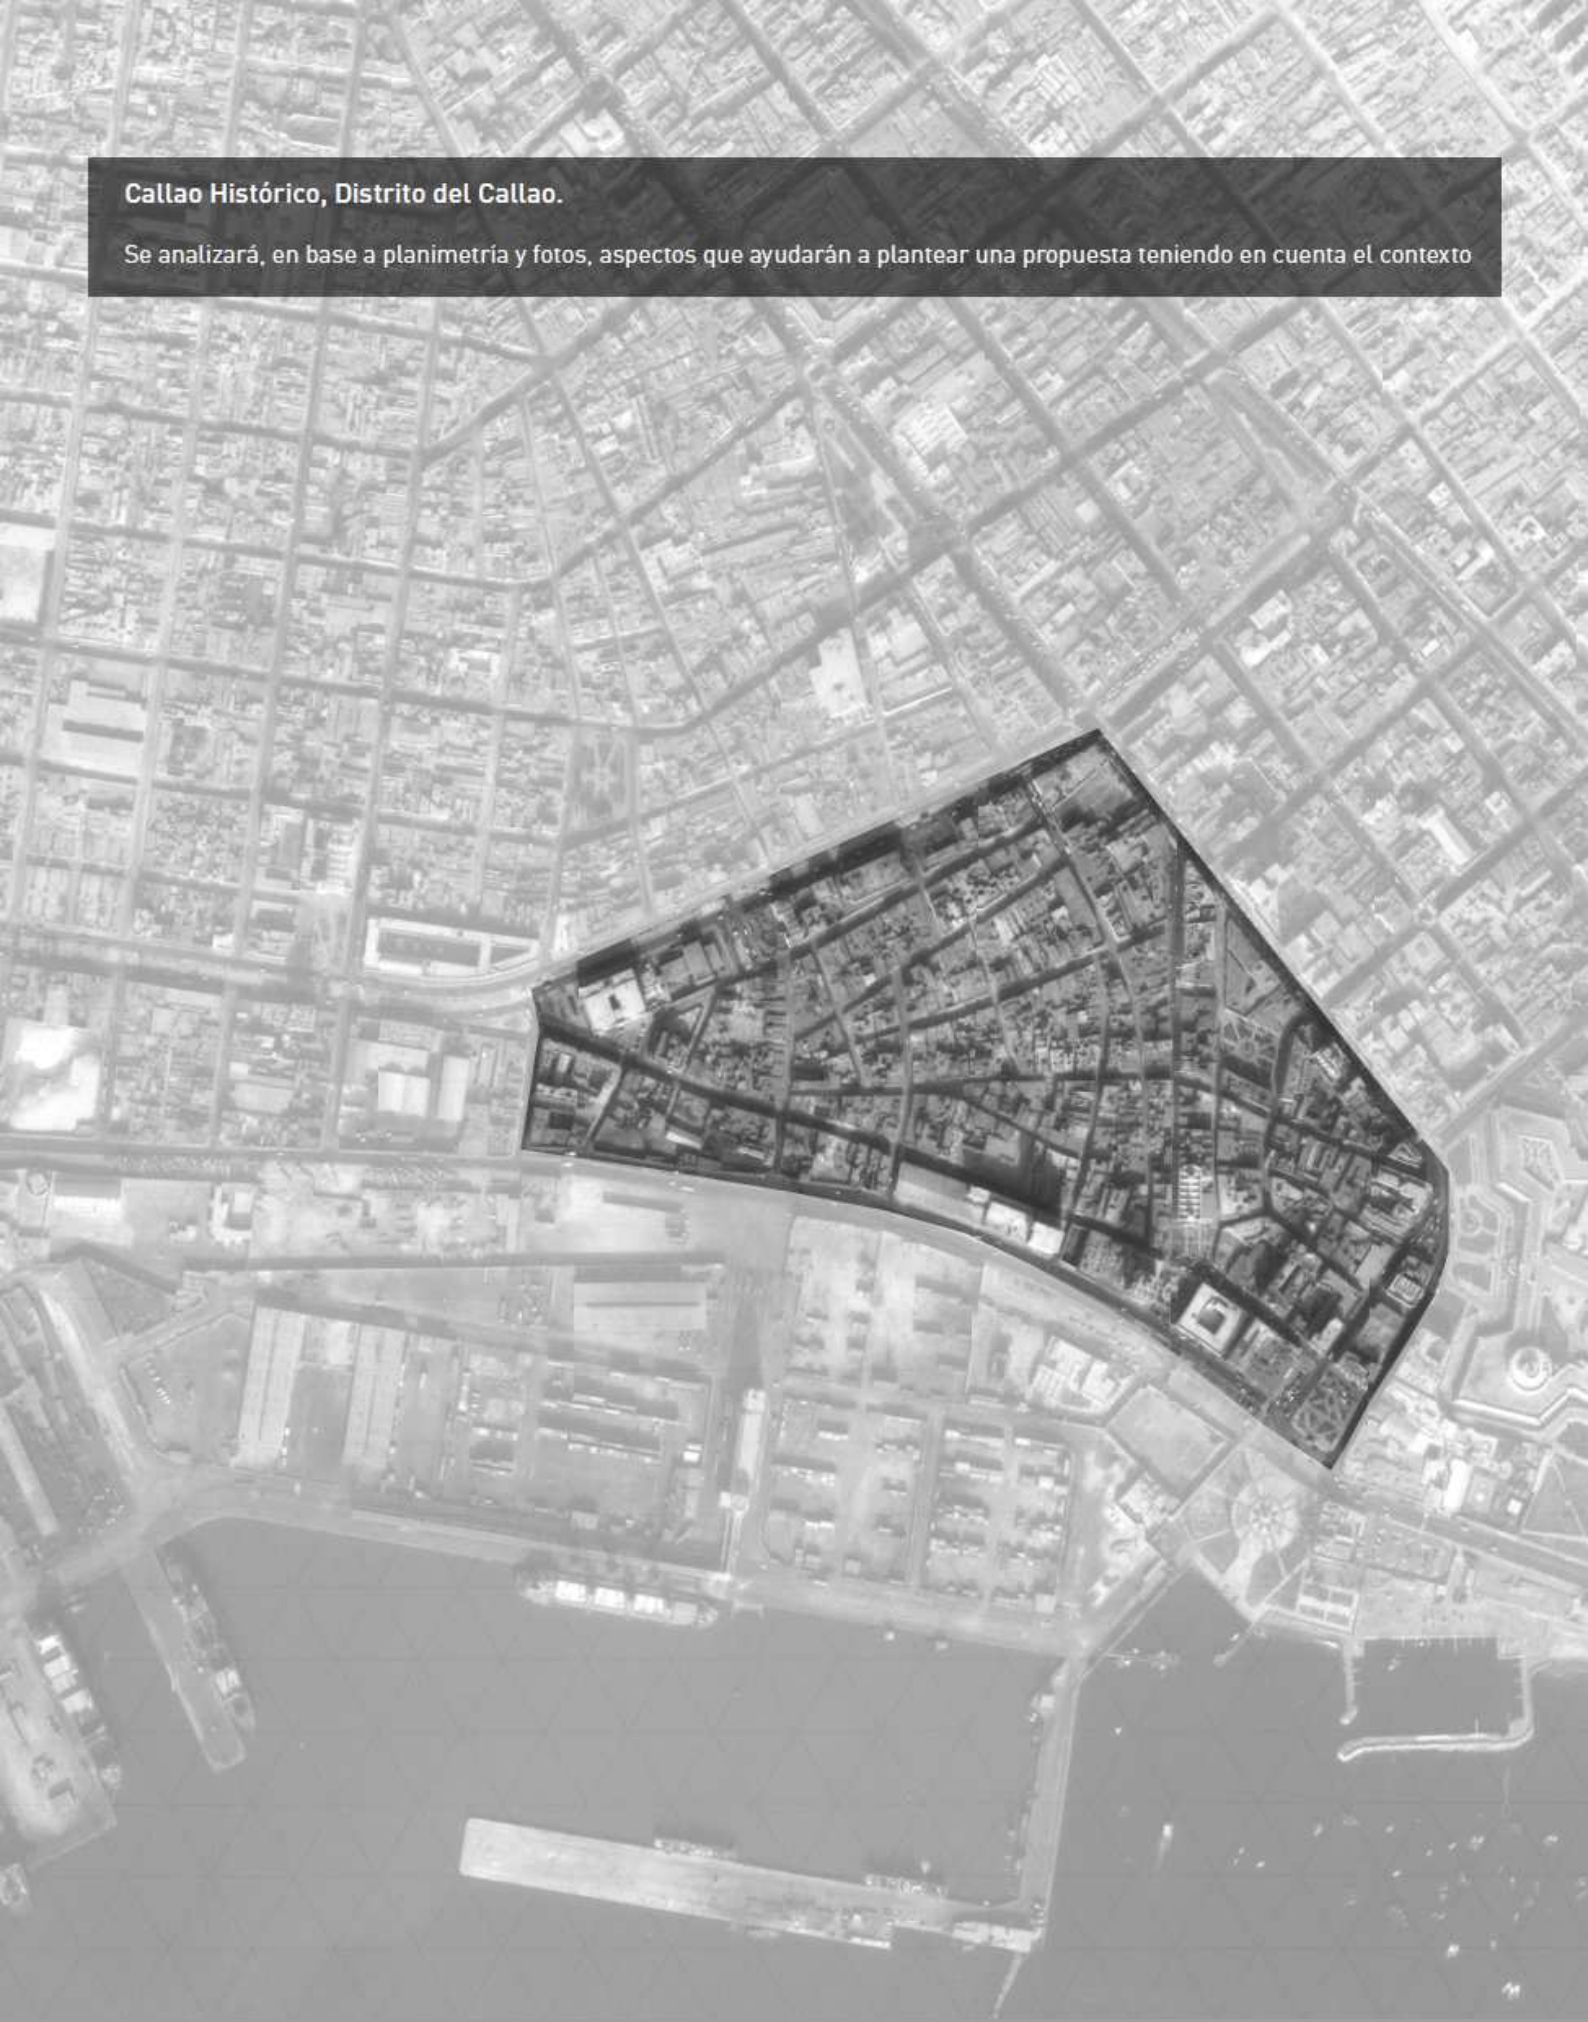 Callao Histórico, Distrito del Callao.
Se analizará, en base a planimetría y fotos, aspectos que ayudarán a plantear una propuesta teniendo en cuenta el contexto